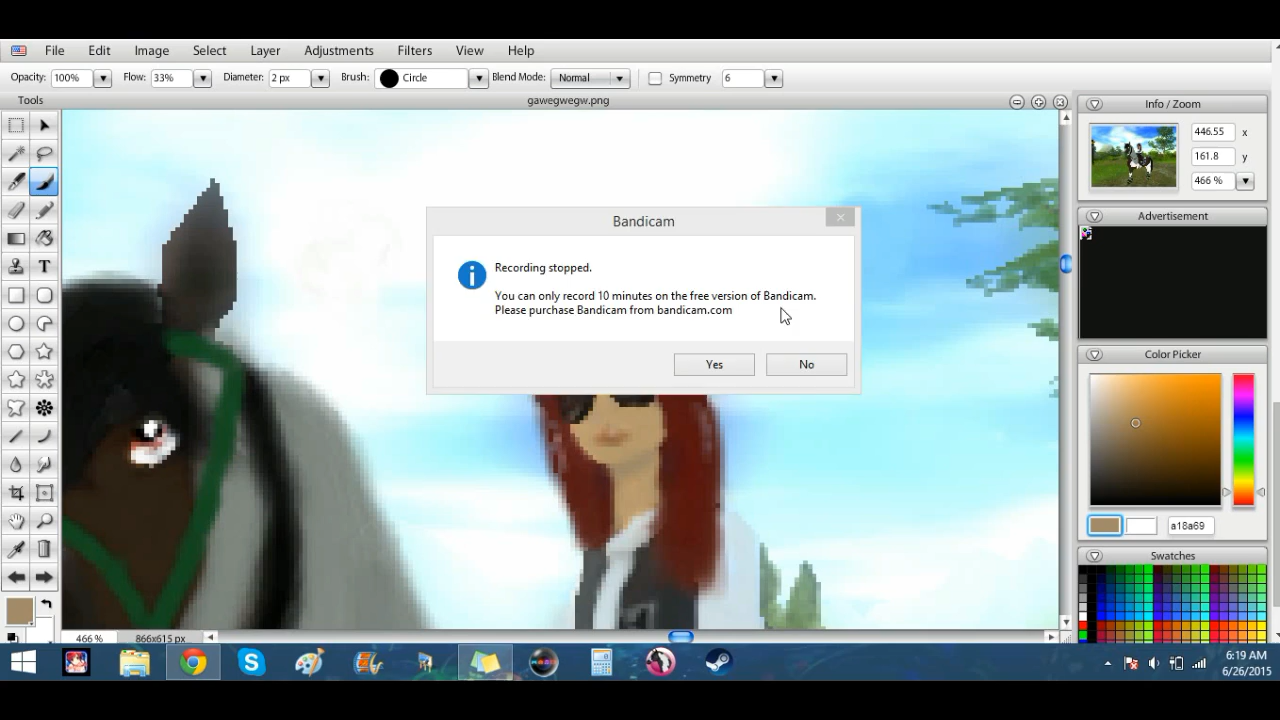 File Edit Image Select Layer Adjustments Filters View Help
Opacity: 100% Flow: 33% Diameter: 2 px Brush: Circle Blend Mode: Normal Symmetry 6
Tools
gawegwegw.png
Info / Zoom
446.55 x
161.8 y
466 %
Advertisement
Bandicam
Recording stopped.
You can only record 10 minutes on the free version of Bandicam.
Please purchase Bandicam from bandicam.com
Yes No
Color Picker
a18a69
Swatches
466 % 866x615 px
6:19 AM
6/26/2015